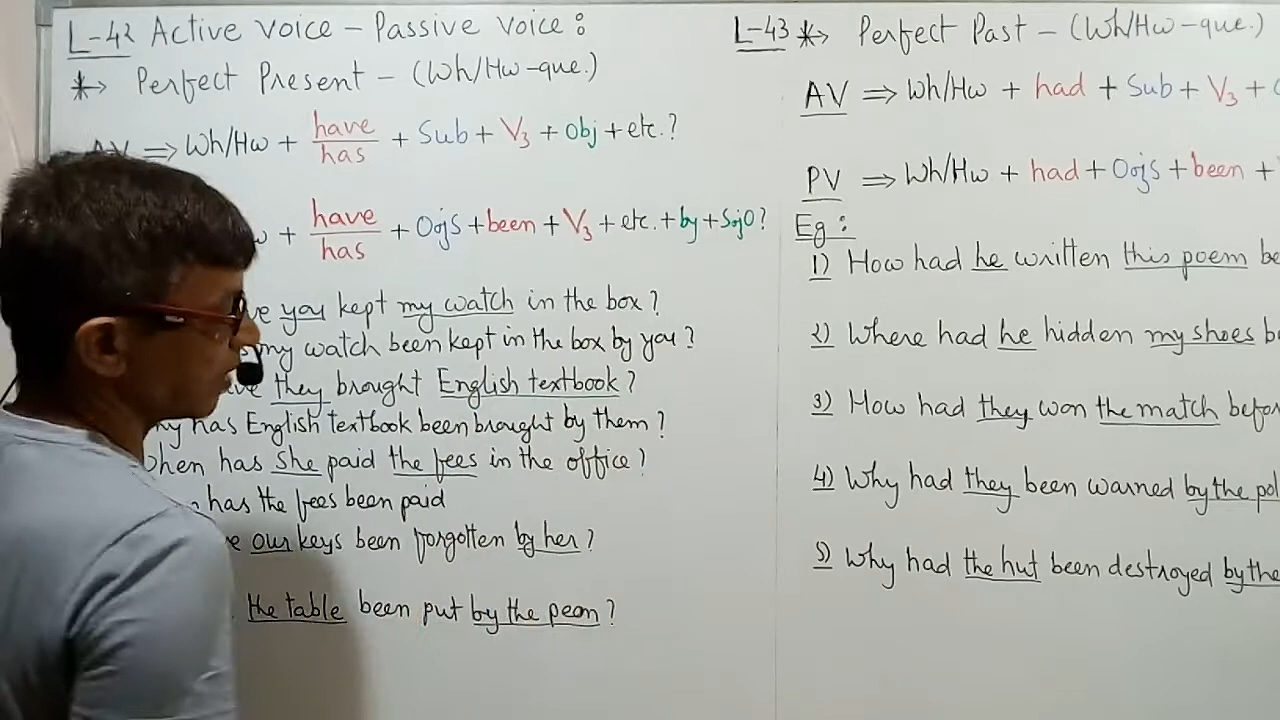 L-42 Active Voice - Passive Voice :
* → Perfect Present - (Wh/Hw-que.)
AV ⇒ Wh/Hw + have/has + Sub + V3 + Obj + etc.?
+ have/has + OojS + been + V3 + etc. + by + SojO?
you kept my watch in the box?
my watch been kept in the box by you?
they brought English textbook?
has English textbook been brought by them?
When has she paid the fees in the office?
has the fees been paid
our keys been forgotten by her?
the table been put by the peon?
L-43 * → Perfect Past - (Wh/Hw-que.)
AV ⇒ Wh/Hw + had + Sub + V3 +
PV ⇒ Wh/Hw + had + OojS + been +
Eg :
1) How had he written this poem be
2) Where had he hidden my shoes b
3) How had they won the match befor
4) Why had they been warned by the pol
5) Why had the hut been destroyed by the